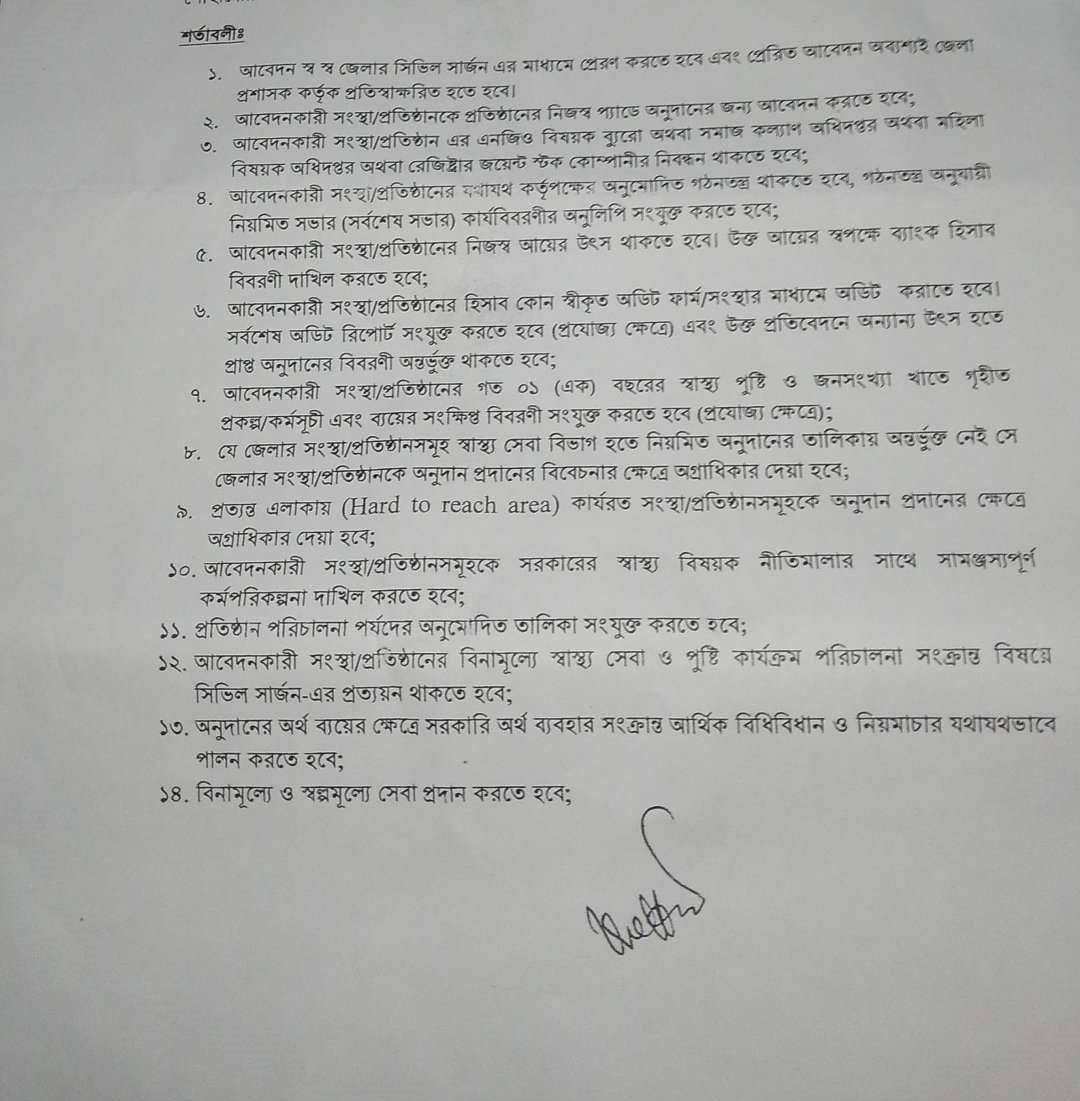 শর্তাবলীঃ
১. আবেদন স্ব স্ব জেলার সিভিল সার্জন এর মাধ্যমে প্রেরণ করতে হবে এবং প্রেরিত আবেদন অবশ্যই জেলা
প্রশাসক কর্তৃক প্রতিস্বাক্ষরিত হতে হবে।
২. আবেদনকারী সংস্থা/প্রতিষ্ঠানকে প্রতিষ্ঠানের নিজস্ব প্যাডে অনুদানের জন্য আবেদন করতে হবে;
৩. আবেদনকারী সংস্থা/প্রতিষ্ঠান এর এনজিও বিষয়ক ব্যুরো অথবা সমাজ কল্যাণ অধিদপ্তর অথবা মহিলা
বিষয়ক অধিদপ্তর অথবা রেজিস্ট্রার জয়েন্ট স্টক কোম্পানীর নিবন্ধন থাকতে হবে;
৪. আবেদনকারী সংস্থা/প্রতিষ্ঠানের যথাযথ কর্তৃপক্ষের অনুমোদিত গঠনতন্ত্র থাকতে হবে, গঠনতন্ত্র অনুযায়ী
নিয়মিত সভার (সর্বশেষ সভার) কার্যবিবরণীর অনুলিপি সংযুক্ত করতে হবে;
৫. আবেদনকারী সংস্থা/প্রতিষ্ঠানের নিজস্ব আয়ের উৎস থাকতে হবে। উক্ত আয়ের স্বপক্ষে ব্যাংক হিসাব
বিবরণী দাখিল করতে হবে;
৬. আবেদনকারী সংস্থা/প্রতিষ্ঠানের হিসাব কোন স্বীকৃত অডিট ফার্ম/সংস্থার মাধ্যমে অডিট করাতে হবে।
সর্বশেষ অডিট রিপোর্ট সংযুক্ত করতে হবে (প্রযোজ্য ক্ষেত্রে) এবং উক্ত প্রতিবেদনে অন্যান্য উৎস হতে
প্রাপ্ত অনুদানের বিবরণী অন্তর্ভুক্ত থাকতে হবে;
৭. আবেদনকারী সংস্থা/প্রতিষ্ঠানের গত ০১ (এক) বছরের স্বাস্থ্য পুষ্টি ও জনসংখ্যা খাতে গৃহীত
প্রকল্প/কর্মসূচী এবং ব্যয়ের সংক্ষিপ্ত বিবরণী সংযুক্ত করতে হবে (প্রযোজ্য ক্ষেত্রে);
৮. যে জেলার সংস্থা/প্রতিষ্ঠানসমূহ স্বাস্থ্য সেবা বিভাগ হতে নিয়মিত অনুদানের তালিকায় অন্তর্ভুক্ত নেই সে
জেলার সংস্থা/প্রতিষ্ঠানকে অনুদান প্রদানের বিবেচনার ক্ষেত্রে অগ্রাধিকার দেয়া হবে;
৯. প্রত্যন্ত এলাকায় (Hard to reach area) কার্যরত সংস্থা/প্রতিষ্ঠানসমূহকে অনুদান প্রদানের ক্ষেত্রে
অগ্রাধিকার দেয়া হবে;
১০. আবেদনকারী সংস্থা/প্রতিষ্ঠানসমূহকে সরকারের স্বাস্থ্য বিষয়ক নীতিমালার সাথে সামঞ্জস্যপূর্ন
কর্মপরিকল্পনা দাখিল করতে হবে;
১১. প্রতিষ্ঠান পরিচালনা পর্ষদের অনুমোদিত তালিকা সংযুক্ত করতে হবে;
১২. আবেদনকারী সংস্থা/প্রতিষ্ঠানের বিনামূল্যে স্বাস্থ্য সেবা ও পুষ্টি কার্যক্রম পরিচালনা সংক্রান্ত বিষয়ে
সিভিল সার্জন-এর প্রত্যয়ন থাকতে হবে;
১৩. অনুদানের অর্থ ব্যয়ের ক্ষেত্রে সরকারি অর্থ ব্যবহার সংক্রান্ত আর্থিক বিধিবিধান ও নিয়মাচার যথাযথভাবে
পালন করতে হবে;
১৪. বিনামূল্যে ও স্বল্পমূল্যে সেবা প্রদান করতে হবে;